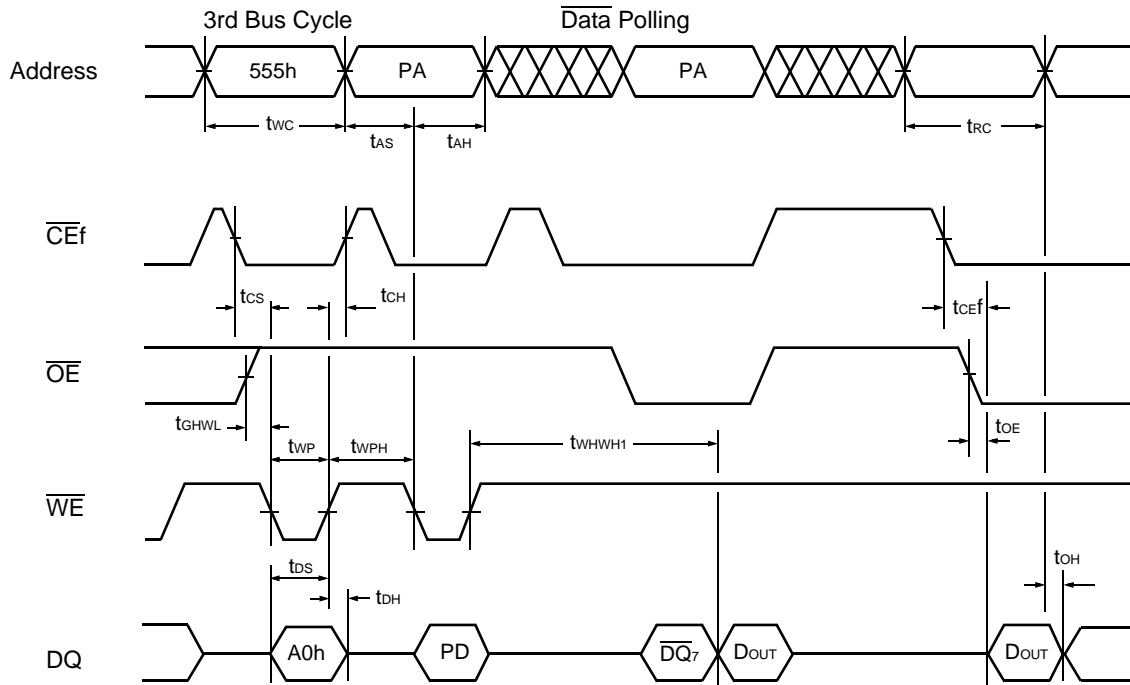 3rd Bus Cycle Data Polling
Address 555h PA PA
tWC tAS tAH tRC
CEf
tCS tCH tCEf
OE
tGHWL tWP tWPH tWHWH1 tOE
WE
tDS tDH tOH
DQ A0h PD DQ7 DOUT DOUT